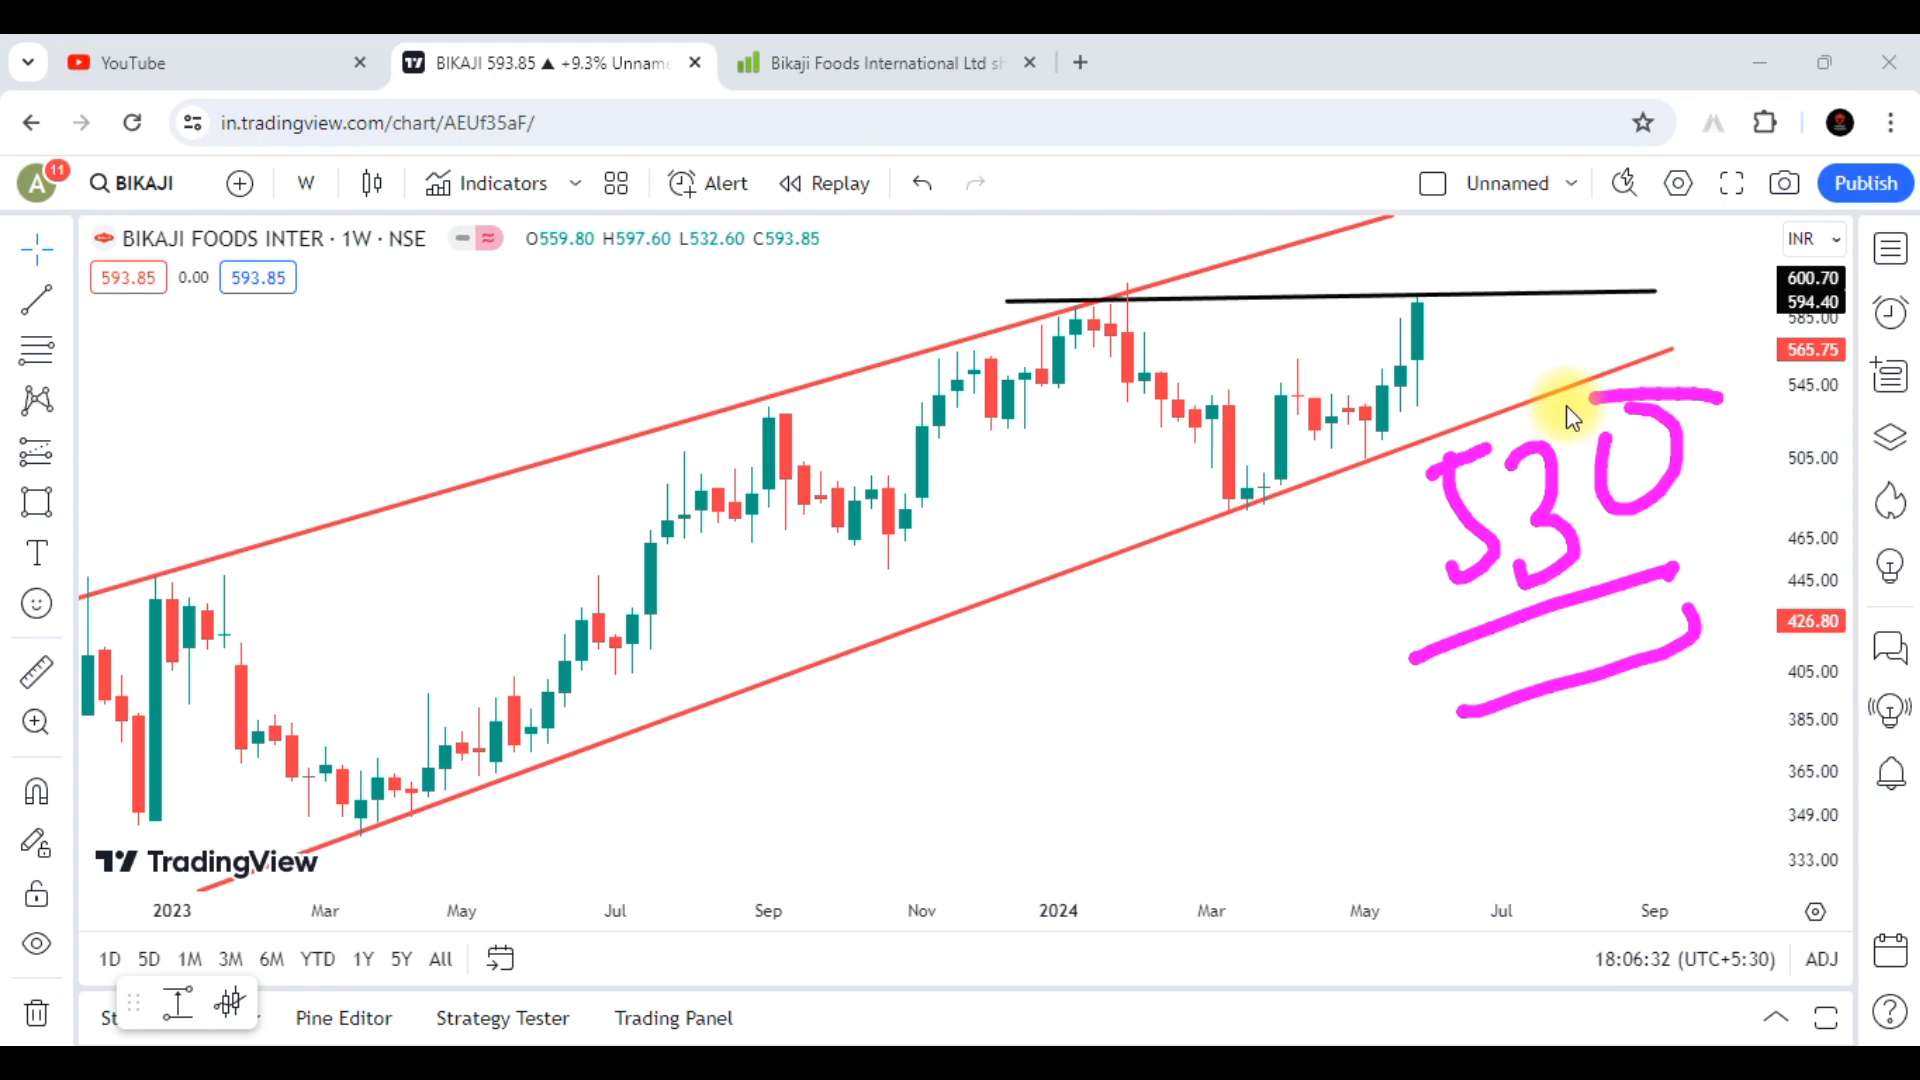 YouTube
BIKAJI 593.85 ▲ +9.3% Unname
Bikaji Foods International Ltd sh
in.tradingview.com/chart/AEUf35aF/
A 11
BIKAJI
W
Indicators
Alert
Replay
Unnamed
Publish
BIKAJI FOODS INTER · 1W · NSE
O559.80 H597.60 L532.60 C593.85
INR
593.85 0.00 593.85
600.70
594.40
585.00
565.75
545.00
505.00
465.00
445.00
426.80
405.00
385.00
365.00
349.00
333.00
530
TradingView
2023 Mar May Jul Sep Nov 2024 Mar May Jul Sep
1D 5D 1M 3M 6M YTD 1Y 5Y All
18:06:32 (UTC+5:30) ADJ
Pine Editor
Strategy Tester
Trading Panel